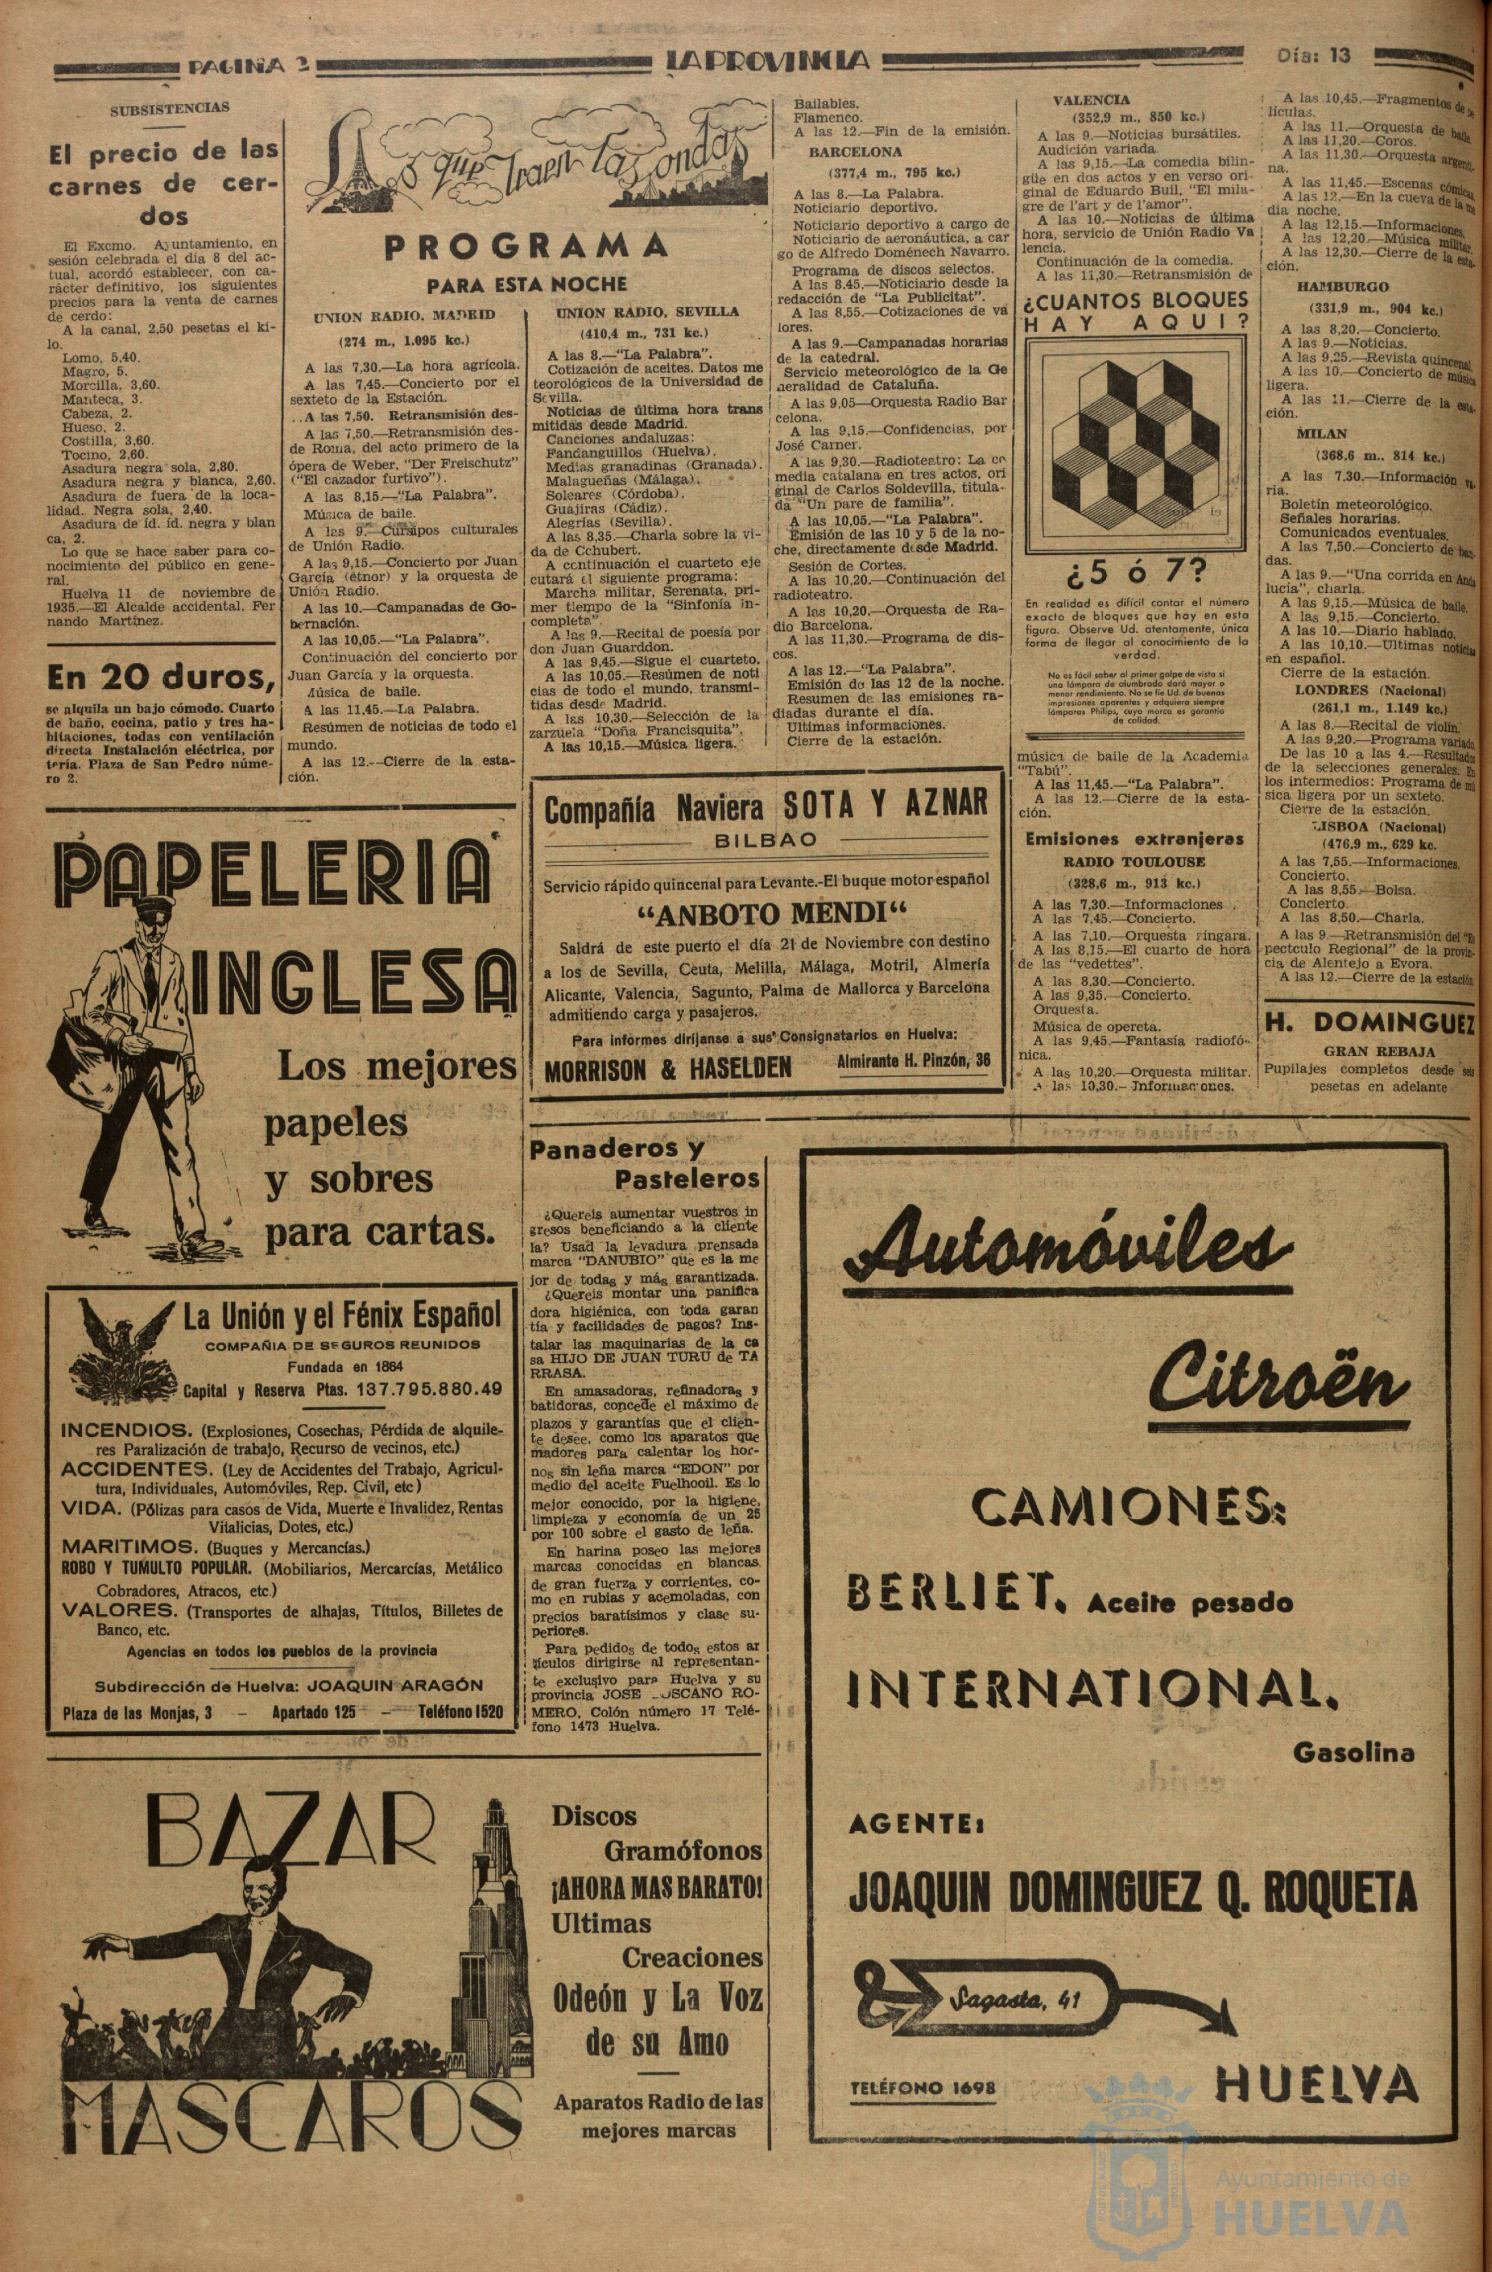 PAGINA 2
LA PROVINCIA
Día: 13
SUBSISTENCIAS
El precio de las
carnes de cer-
dos
El Excmo. Ayuntamiento, en
sesión celebrada el día 8 del ac-
tual, acordó establecer, con ca-
rácter definitivo, los siguientes
precios para la venta de carnes
de cerdo:
A la canal, 2,50 pesetas el ki-
lo.
Lomo, 5,40.
Magro, 5.
Morcilla, 3,60.
Manteca, 3.
Cabeza, 2.
Hueso, 2.
Costilla, 3,60.
Tocino, 2,60.
Asadura negra sola, 2,80.
Asadura negra y blanca, 2,60.
Asadura de fuera de la loca-
lidad. Negra sola, 2,40.
Asadura de íd. íd. negra y blan
ca, 2.
Lo que se hace saber para co-
nocimiento del público en gene-
ral.
Huelva 11 de noviembre de
1935.—El Alcalde accidental. Fer
nando Martínez.
En 20 duros,
se alquila un bajo cómodo. Cuarto
de baño, cocina, patio y tres ha-
bitaciones, todas con ventilación
directa Instalación eléctrica, por
tería. Plaza de San Pedro núme-
ro 2.
Lo que traen las ondas
PROGRAMA
PARA ESTA NOCHE
UNION RADIO. MADRID
(274 m., 1.095 kc.)
A las 7,30.—La hora agrícola.
A las 7,45.—Concierto por el
sexteto de la Estación.
..A las 7,50. Retransmisión des-
A las 7,50.—Retransmisión des-
de Roma, del acto primero de la
ópera de Weber, "Der Freischutz"
("El cazador furtivo").
A las 8,15.—"La Palabra".
Música de baile.
A las 9.—Cursipos culturales
de Unión Radio.
A las 9,15.—Concierto por Juan
García (étnor) y la orquesta de
Unión Radio.
A las 10.—Campanadas de Go-
bernación.
A las 10,05.—"La Palabra".
Continuación del concierto por
Juan García y la orquesta.
Música de baile.
A las 11,45.—La Palabra.
Resúmen de noticias de todo el
mundo.
A las 12.--Cierre de la esta-
ción.
UNION RADIO, SEVILLA
(410,4 m., 731 kc.)
A las 8.—"La Palabra".
Cotización de aceites. Datos me
teorológicos de la Universidad de
Sevilla.
Noticias de última hora trans
mitidas desde Madrid.
Canciones andaluzas:
Fandanguillos (Huelva).
Medias granadinas (Granada).
Malagueñas (Málaga).
Soleares (Córdoba).
Guajiras (Cádiz).
Alegrías (Sevilla).
A las 8,35.—Charla sobre la vi-
da de Cchubert.
A continuación el cuarteto eje
cutará el siguiente programa:
Marcha militar, Serenata, pri-
mer tiempo de la "Sinfonía in-
completa".
A las 9.—Recital de poesía por
don Juan Guarddon.
A las 9,45.—Sigue el cuarteto.
A las 10,05.—Resúmen de noti
cias de todo el mundo, transmi-
tidas desde Madrid.
A las 10,30.—Selección de la
zarzuela "Doña Francisquita".
A las 10,15.—Música ligera.
Bailables.
Flamenco.
A las 12.—Fin de la emisión.
BARCELONA
(377,4 m., 795 kc.)
A las 8.—La Palabra.
Noticiario deportivo.
Noticiario deportivo a cargo de
Noticiario de aeronáutica, a car
go de Alfredo Doménech Navarro.
Programa de discos selectos.
A las 8.45.—Noticiario desde la
redacción de "La Publicitat".
A las 8,55.—Cotizaciones de va
lores.
A las 9.—Campanadas horarias
de la catedral.
Servicio meteorológico de la Ge
neralidad de Cataluña.
A las 9,05—Orquesta Radio Bar
celona.
A las 9,15.—Confidencias, por
José Carner.
A las 9,30.—Radioteatro: La co
media catalana en tres actos, ori
ginal de Carlos Soldevilla, titula-
da "Un pare de familia".
A las 10,05.—"La Palabra".
Emisión de las 10 y 5 de la no-
che, directamente desde Madrid.
Sesión de Cortes.
A las 10,20.—Continuación del
radioteatro.
A las 10,20.—Orquesta de Ra-
dio Barcelona.
A las 11,30.—Programa de dis-
cos.
A las 12.—"La Palabra".
Emisión de las 12 de la noche.
Resumen de las emisiones ra-
diadas durante el día.
Ultimas informaciones.
Cierre de la estación.
VALENCIA
(352,9 m., 850 kc.)
A las 9.—Noticias bursátiles.
Audición variada.
A las 9,15.—La comedia bilin-
güe en dos actos y en verso ori-
ginal de Eduardo Buil, "El mila-
gre de l'art y de l'amor".
A las 10.—Noticias de última
hora, servicio de Unión Radio Va
lencia.
Continuación de la comedia.
A las 11,30.—Retransmisión de
¿CUANTOS BLOQUES
HAY AQUI?
¿5 ó 7?
En realidad es difícil contar el número
exacto de bloques que hay en esta
figura. Observe Ud. atentamente, única
forma de llegar al conocimiento de la
verdad.
No es fácil saber al primer golpe de vista si
una lámpara de alumbrado dará mayor o
menor rendimiento. No se fíe Ud. de buenas
impresiones aparentes y adquiera siempre
lámparas Philips, cuya marca es garantía
de calidad.
música de baile de la Academia
"Tabú".
A las 11,45.—"La Palabra".
A las 12.—Cierre de la esta-
ción.
Emisiones extranjeras
RADIO TOULOUSE
(328,6 m., 913 kc.)
A las 7,30.—Informaciones.
A las 7,45.—Concierto.
A las 7,10.—Orquesta zíngara.
A las 8,15.—El cuarto de hora
de las "vedettes".
A las 8,30.—Concierto.
A las 9,35.—Concierto.
Orquesta.
Música de opereta.
A las 9,45.—Fantasía radiofó-
nica.
A las 10,20.—Orquesta militar.
A las 10,30.—Informaciones.
A las 10,45.—Fragmentos de pe
lículas.
A las 11.—Orquesta de baile.
A las 11,20.—Coros.
A las 11,30.—Orquesta argenti-
na.
A las 11,45.—Escenas cómicas.
A las 12.—En la cueva de la me
dia noche.
A las 12,15.—Informaciones.
A las 12,20.—Música militar.
A las 12,30.—Cierre de la esta-
ción.
HAMBURGO
(331,9 m., 904 kc.)
A las 8,20.—Concierto.
A las 9.—Noticias.
A las 9,25.—Revista quincenal.
A las 10.—Concierto de música
ligera.
A las 11.—Cierre de la esta-
ción.
MILAN
(368,6 m., 814 kc.)
A las 7,30.—Información va-
ria.
Boletín meteorológico.
Señales horarias.
Comunicados eventuales.
A las 7,50.—Concierto de ban-
das.
A las 9.—"Una corrida en Anda
lucía", charla.
A las 9,15.—Música de baile.
A las 9,15.—Concierto.
A las 10.—Diario hablado.
A las 10,10.—Ultimas noticias
en español.
Cierre de la estación.
LONDRES (Nacional)
(261,1 m., 1.149 kc.)
A las 8.—Recital de violín.
A las 9,20.—Programa variado
De las 10 a las 4.—Resultados
de la selecciones generales. En
los intermedios: Programa de mú
sica ligera por un sexteto.
Cierre de la estación.
LISBOA (Nacional)
(476,9 m., 629 kc.
A las 7,55.—Informaciones.
Concierto.
A las 8,55.—Bolsa.
Concierto.
A las 8,50.—Charla.
A las 9.—Retransmisión del "Es
pectculo Regional" de la provin-
cia de Alentejo a Evora.
A las 12.—Cierre de la estación
H. DOMINGUEZ
GRAN REBAJA
Pupilajes completos desde seis
pesetas en adelante
PAPELERIA
INGLESA
Los mejores
papeles
y sobres
para cartas.
Compañía Naviera SOTA Y AZNAR
BILBAO
Servicio rápido quincenal para Levante.-El buque motor español
"ANBOTO MENDI"
Saldrá de este puerto el día 21 de Noviembre con destino
a los de Sevilla, Ceuta, Melilla, Málaga, Motril, Almería
Alicante, Valencia, Sagunto, Palma de Mallorca y Barcelona
admitiendo carga y pasajeros.
Para informes diríjanse a sus Consignatarios en Huelva:
MORRISON & HASELDEN Almirante H. Pinzón, 36
La Unión y el Fénix Español
COMPAÑIA DE SEGUROS REUNIDOS
Fundada en 1864
Capital y Reserva Ptas. 137.795.880.49
INCENDIOS. (Explosiones, Cosechas, Pérdida de alquile-
res Paralización de trabajo, Recurso de vecinos, etc.)
ACCIDENTES. (Ley de Accidentes del Trabajo, Agricul-
tura, Individuales, Automóviles, Rep. Civil, etc)
VIDA. (Pólizas para casos de Vida, Muerte e Invalidez, Rentas
Vitalicias, Dotes, etc.)
MARITIMOS. (Buques y Mercancías.)
ROBO Y TUMULTO POPULAR. (Mobiliarios, Mercarcías, Metálico
Cobradores, Atracos, etc.)
VALORES. (Transportes de alhajas, Títulos, Billetes de
Banco, etc.
Agencias en todos los pueblos de la provincia
Subdirección de Huelva: JOAQUIN ARAGÓN
Plaza de las Monjas, 3 - Apartado 125 - Teléfono 1520
Panaderos y
Pasteleros
¿Quereis aumentar vuestros in
gresos beneficiando a la cliente
la? Usad la levadura prensada
marca "DANUBIO" que es la me
jor de todas y más garantizada.
¿Quereis montar una panifica
dora higiénica, con toda garan
tía y facilidades de pagos? Ins-
talar las maquinarias de la ca
sa HIJO DE JUAN TURU de TA
RRASA.
En amasadoras, refinadoras y
batidoras, concede el máximo de
plazos y garantías que el clien-
te desée, como los aparatos que
madores para calentar los hor-
nos sin leña marca "EDON" por
medio del aceite Fuelhooil. Es lo
mejor conocido, por la higiene,
limpieza y economía de un 25
por 100 sobre el gasto de leña.
En harina poseo las mejores
marcas conocidas en blancas,
de gran fuerza y corrientes, co-
mo en rubias y acemoladas, con
precios baratísimos y clase su-
periores.
Para pedidos de todos estos ar
tículos dirigirse al representan-
te exclusivo para Huelva y su
provincia JOSE RO-
MERO, Colón número 17 Telé-
fono 1473 Huelva.
Automóviles
Citroën
CAMIONES:
BERLIET. Aceite pesado
INTERNATIONAL.
Gasolina
AGENTE:
JOAQUIN DOMINGUEZ Q. ROQUETA
Sagasta, 41
TELÉFONO 1698
HUELVA
BAZAR
MASCAROS
Discos
Gramófonos
¡AHORA MAS BARATO!
Ultimas
Creaciones
Odeón y La Voz
de su Amo
Aparatos Radio de las
mejores marcas
Ayuntamiento de
HUELVA